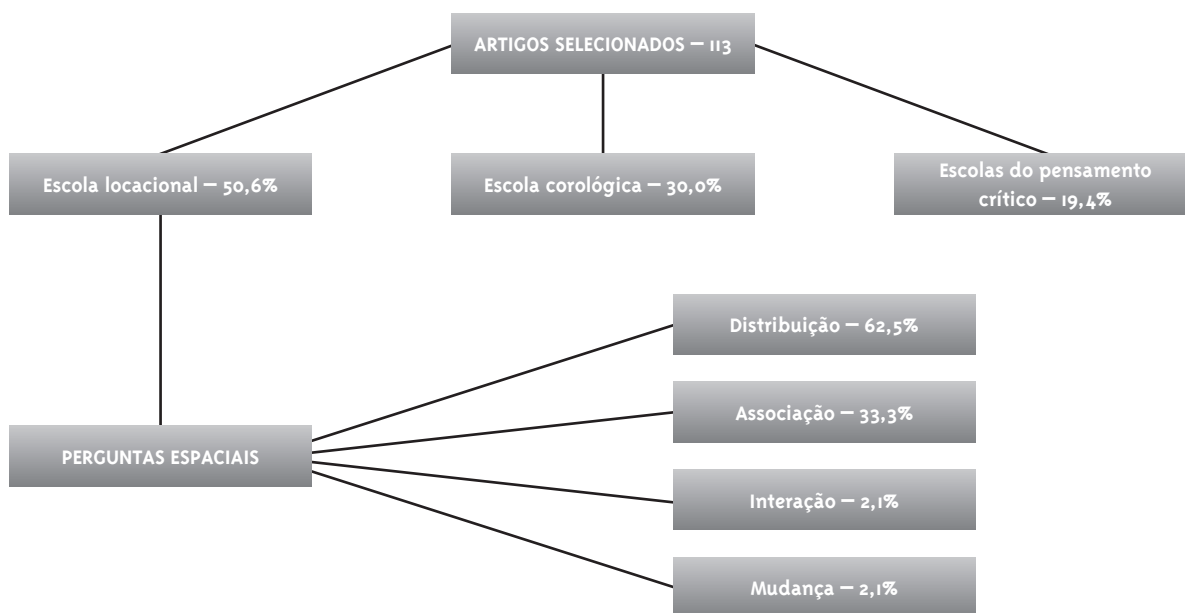 ARTIGOS SELECIONADOS – 113
Escola locacional – 50,6%
Escola corológica – 30,0%
Escolas do pensamento
crítico – 19,4%
Distribuição – 62,5%
Associação – 33,3%
PERGUNTAS ESPACIAIS
Interação – 2,1%
Mudança – 2,1%